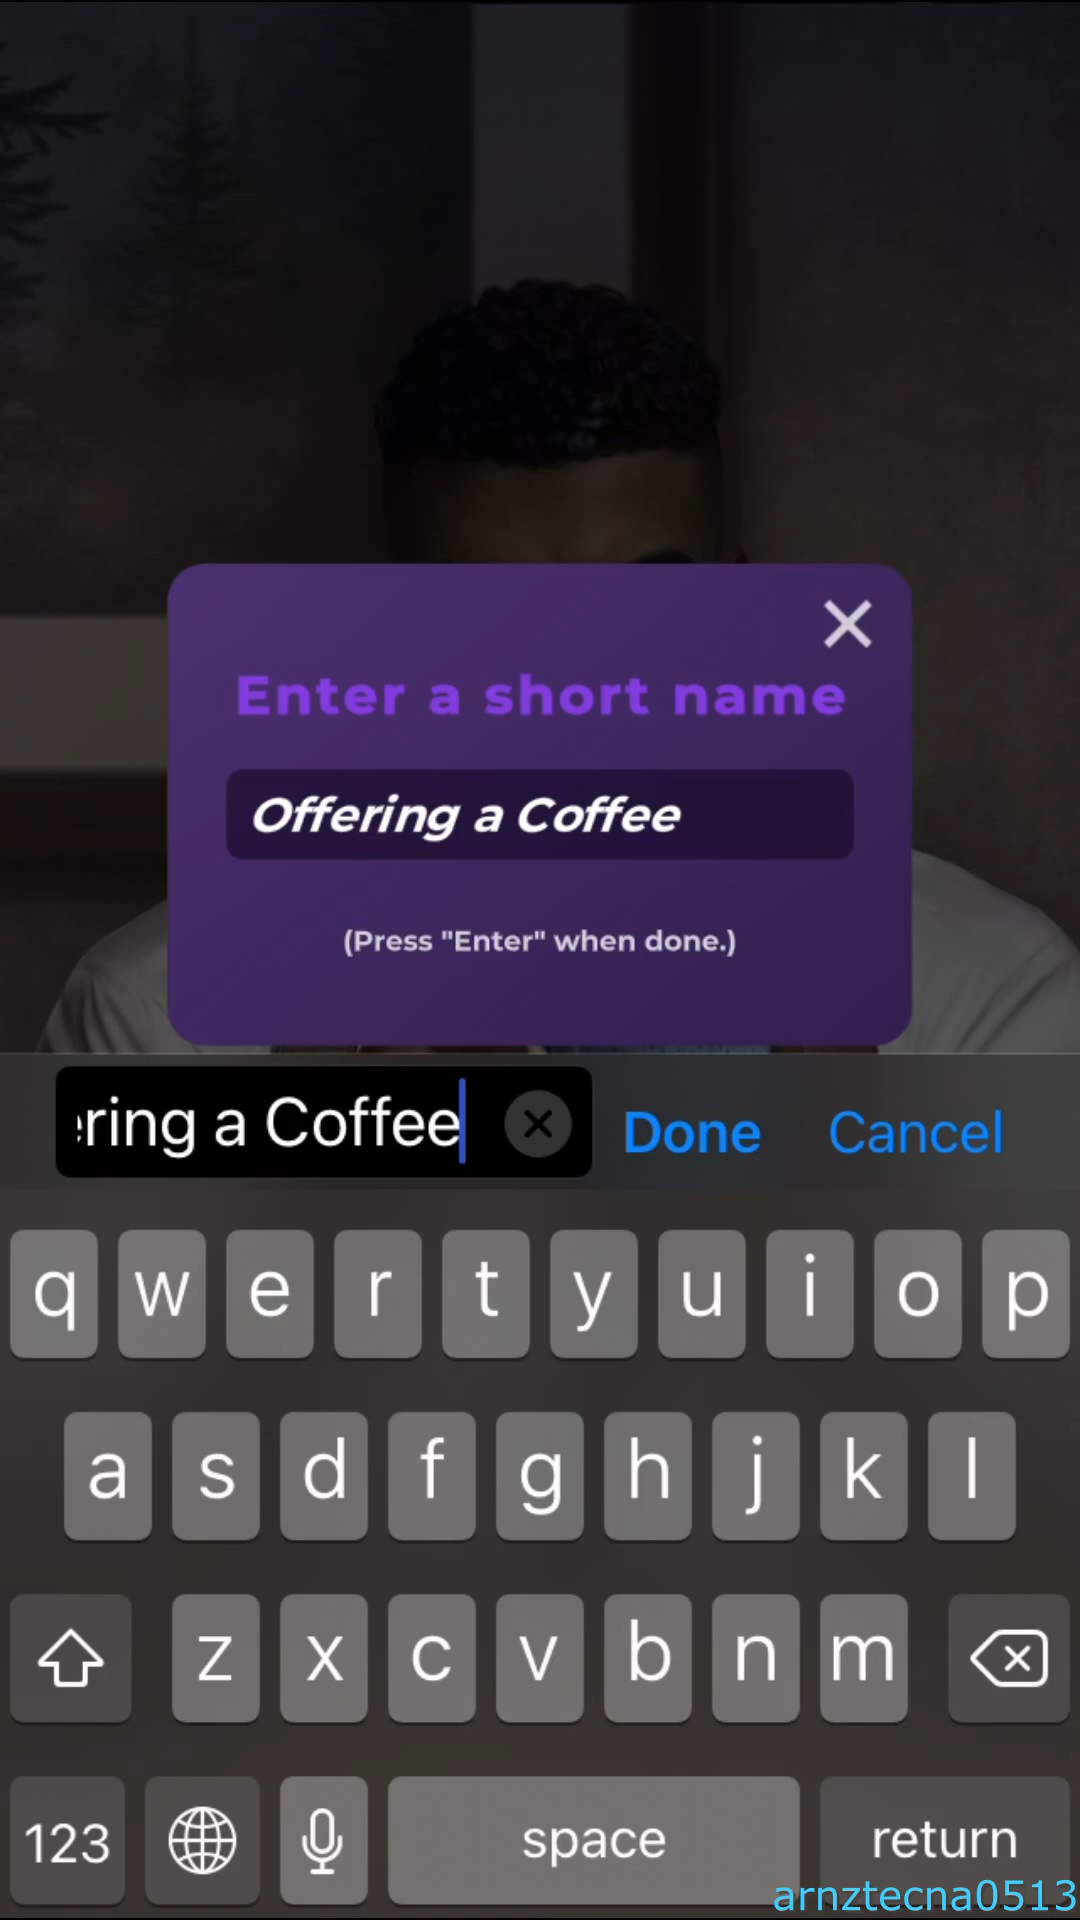 Enter a short name
Offering a Coffee
(Press "Enter" when done.)
ring a Coffee
Done
Cancel
q w e r t y u i o p
a s d f g h j k l
z x c v b n m
123
space
return
arnztecna0513